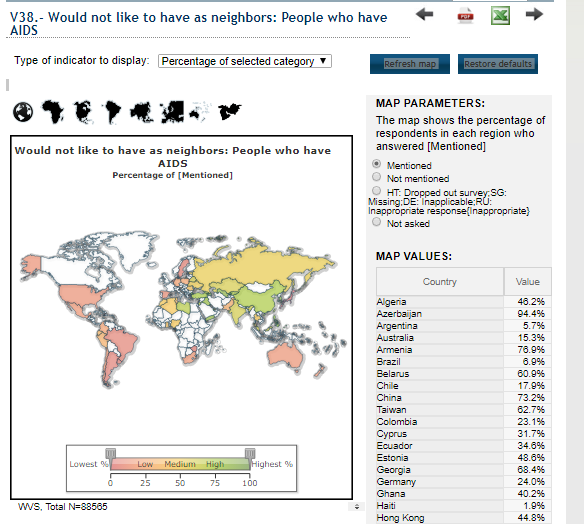 V38.- Would not like to have as neighbors: People who have
AIDS
PDF
Type of indicator to display: Percentage of selected category ▼
Refresh map Restore defaults
Would not like to have as neighbors: People who have
AIDS
Percentage of [Mentioned]
Lowest % Low Medium High Highest %
0 25 50 75 100
WVS, Total N=88565
MAP PARAMETERS:
The map shows the percentage of
respondents in each region who
answered [Mentioned]
Mentioned
Not mentioned
HT: Dropped out survey;SG:
Missing;DE: Inapplicable;RU:
Inappropriate response{Inappropriate}
Not asked
MAP VALUES:
Country Value
Algeria 46.2%
Azerbaijan 94.4%
Argentina 5.7%
Australia 15.3%
Armenia 76.9%
Brazil 6.9%
Belarus 60.9%
Chile 17.9%
China 73.2%
Taiwan 62.7%
Colombia 23.1%
Cyprus 31.7%
Ecuador 34.6%
Estonia 48.6%
Georgia 68.4%
Germany 24.0%
Ghana 40.2%
Haiti 1.9%
Hong Kong 44.8%